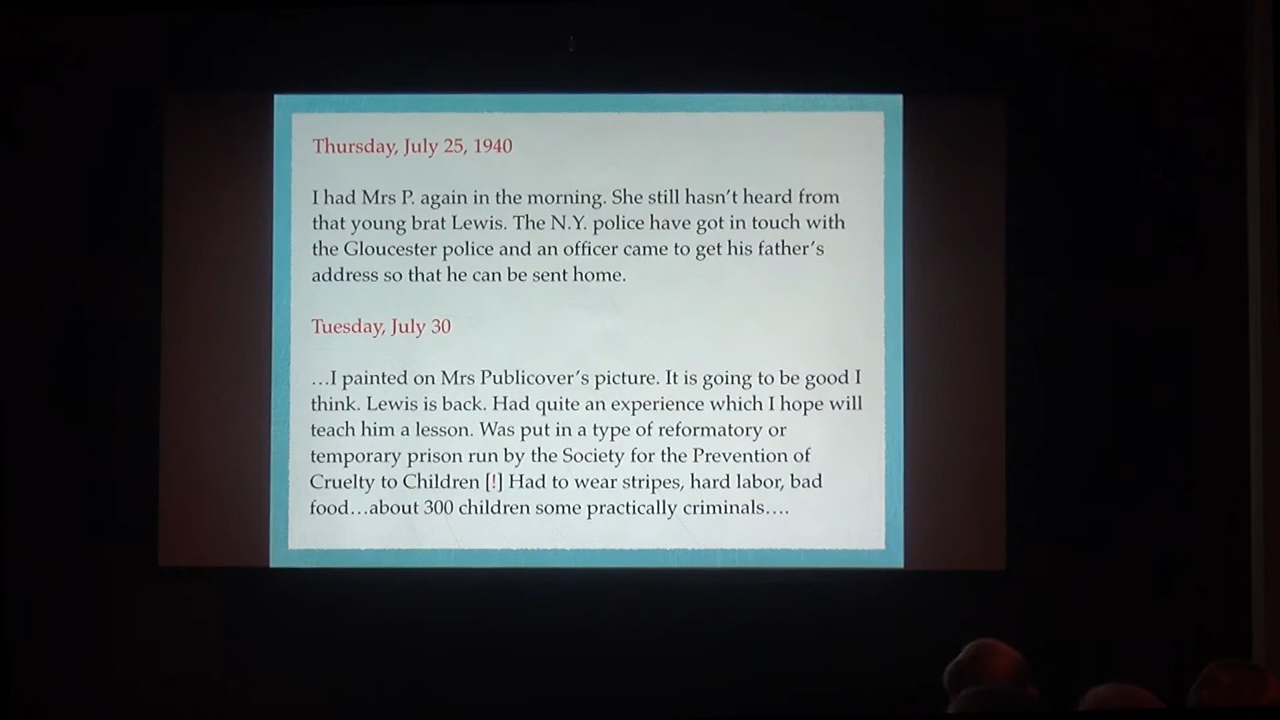 Thursday, July 25, 1940
I had Mrs P. again in the morning. She still hasn’t heard from
that young brat Lewis. The N.Y. police have got in touch with
the Gloucester police and an officer came to get his father’s
address so that he can be sent home.
Tuesday, July 30
…I painted on Mrs Publicover’s picture. It is going to be good I
think. Lewis is back. Had quite an experience which I hope will
teach him a lesson. Was put in a type of reformatory or
temporary prison run by the Society for the Prevention of
Cruelty to Children [!] Had to wear stripes, hard labor, bad
food…about 300 children some practically criminals….